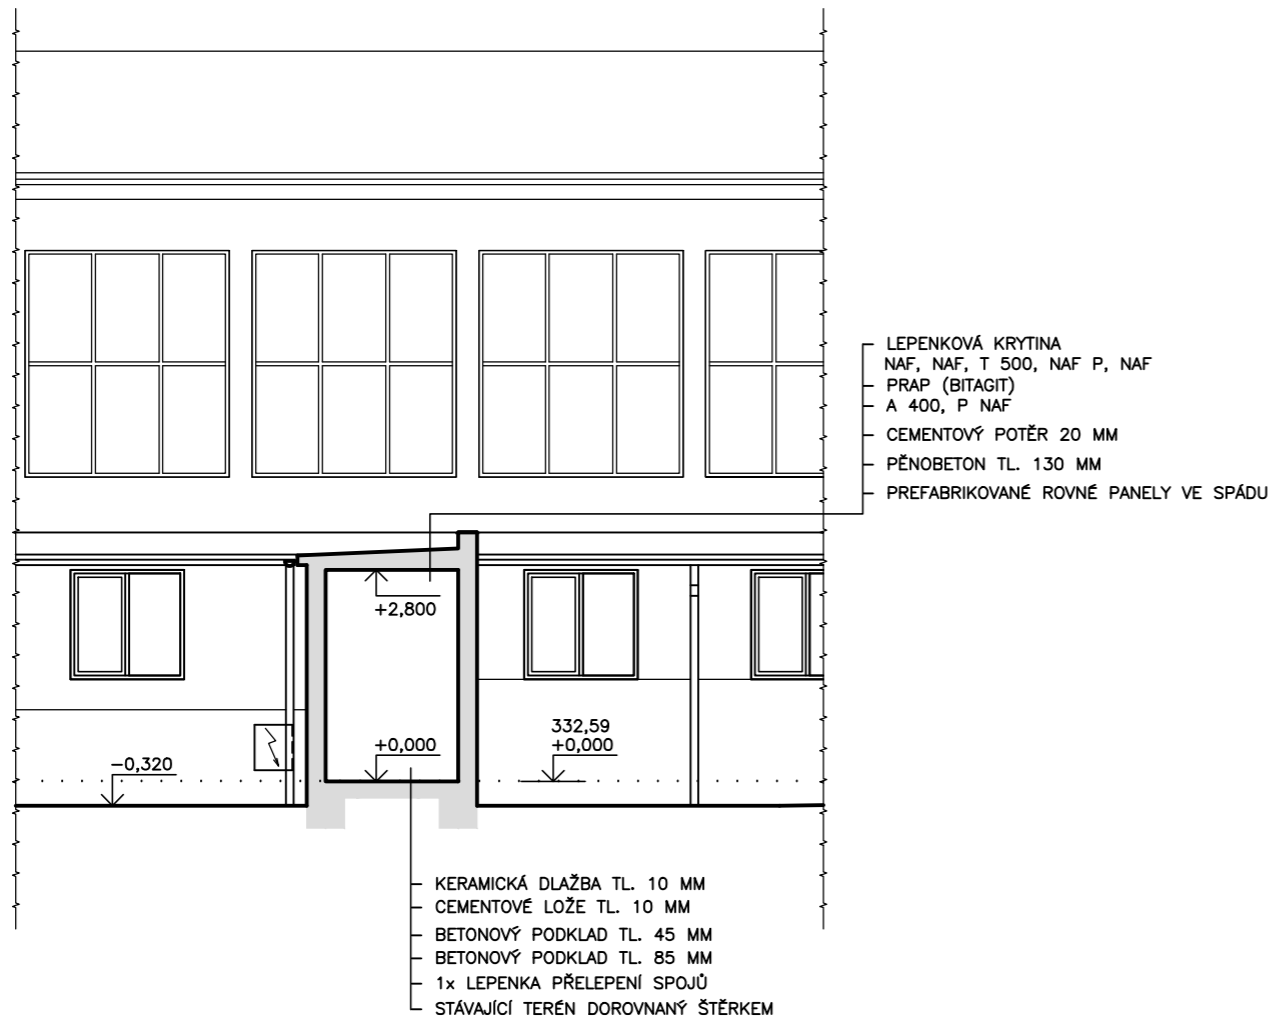 LEPENKOVÁ KRYTINA
NAF, NAF, T 500, NAF P, NAF
PRAP (BITAGIT)
A 400, P NAF
CEMENTOVÝ POTĚR 20 MM
PĚNOBETON TL. 130 MM
PREFABRIKOVANÉ ROVNÉ PANELY VE SPÁDU
+2,800
332,59
+0,000
+0,000
-0,320
KERAMICKÁ DLAŽBA TL. 10 MM
CEMENTOVÉ LOŽE TL. 10 MM
BETONOVÝ PODKLAD TL. 45 MM
BETONOVÝ PODKLAD TL. 85 MM
1x LEPENKA PŘELEPENÍ SPOJŮ
STÁVAJÍCÍ TERÉN DOROVNANÝ ŠTĚRKEM